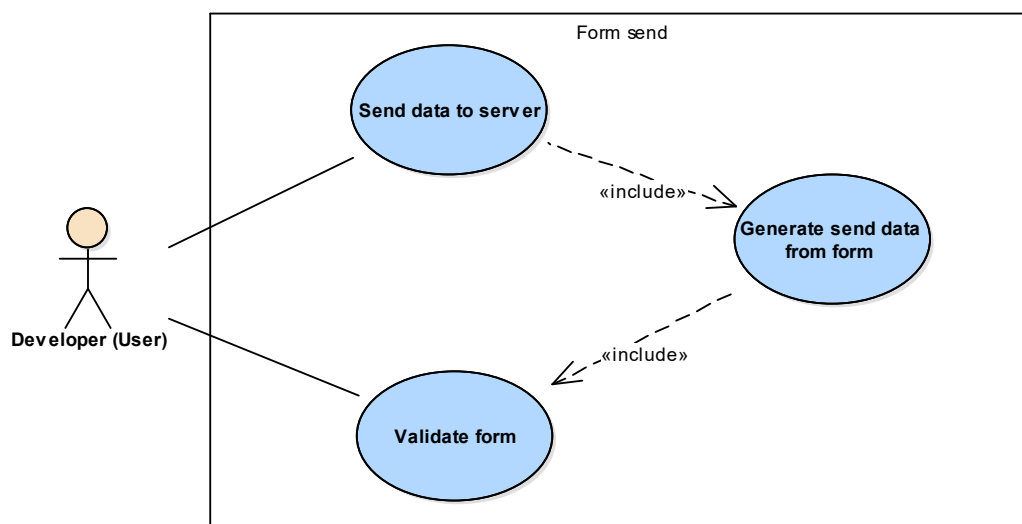 Form send
Send data to server
«include»
Generate send data
from form
Developer (User)
«include»
Validate form